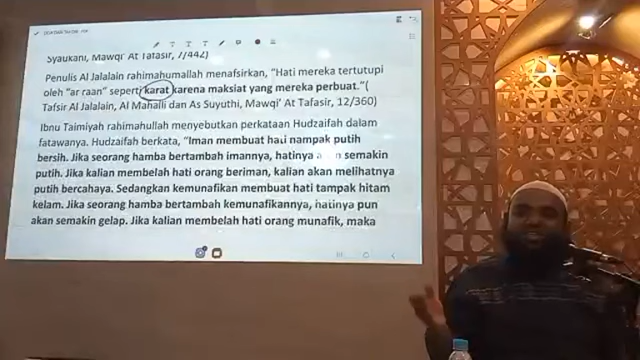 Syaukani, Mawqi' At Tafasir, 7/442)
Penulis Al Jalalain rahimahumallah menafsirkan, "Hati mereka tertutupi
oleh "ar raan" seperti karat karena maksiat yang mereka perbuat."(
Tafsir Al Jalalain, Al Mahalli dan As Suyuthi, Mawqi' At Tafasir, 12/360)
Ibnu Taimiyah rahimahullah menyebutkan perkataan Hudzaifah dalam
fatawanya. Hudzaifah berkata, "Iman membuat hati nampak putih
bersih. Jika seorang hamba bertambah imannya, hatinya akan semakin
putih. Jika kalian membelah hati orang beriman, kalian akan melihatnya
putih bercahaya. Sedangkan kemunafikan membuat hati tampak hitam
kelam. Jika seorang hamba bertambah kemunafikannya, hatinya pun
akan semakin gelap. Jika kalian membelah hati orang munafik, maka